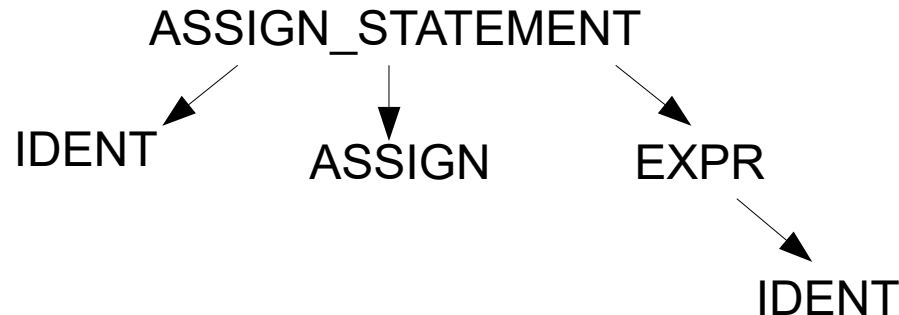 ASSIGN_STATEMENT
IDENT
ASSIGN
EXPR
IDENT